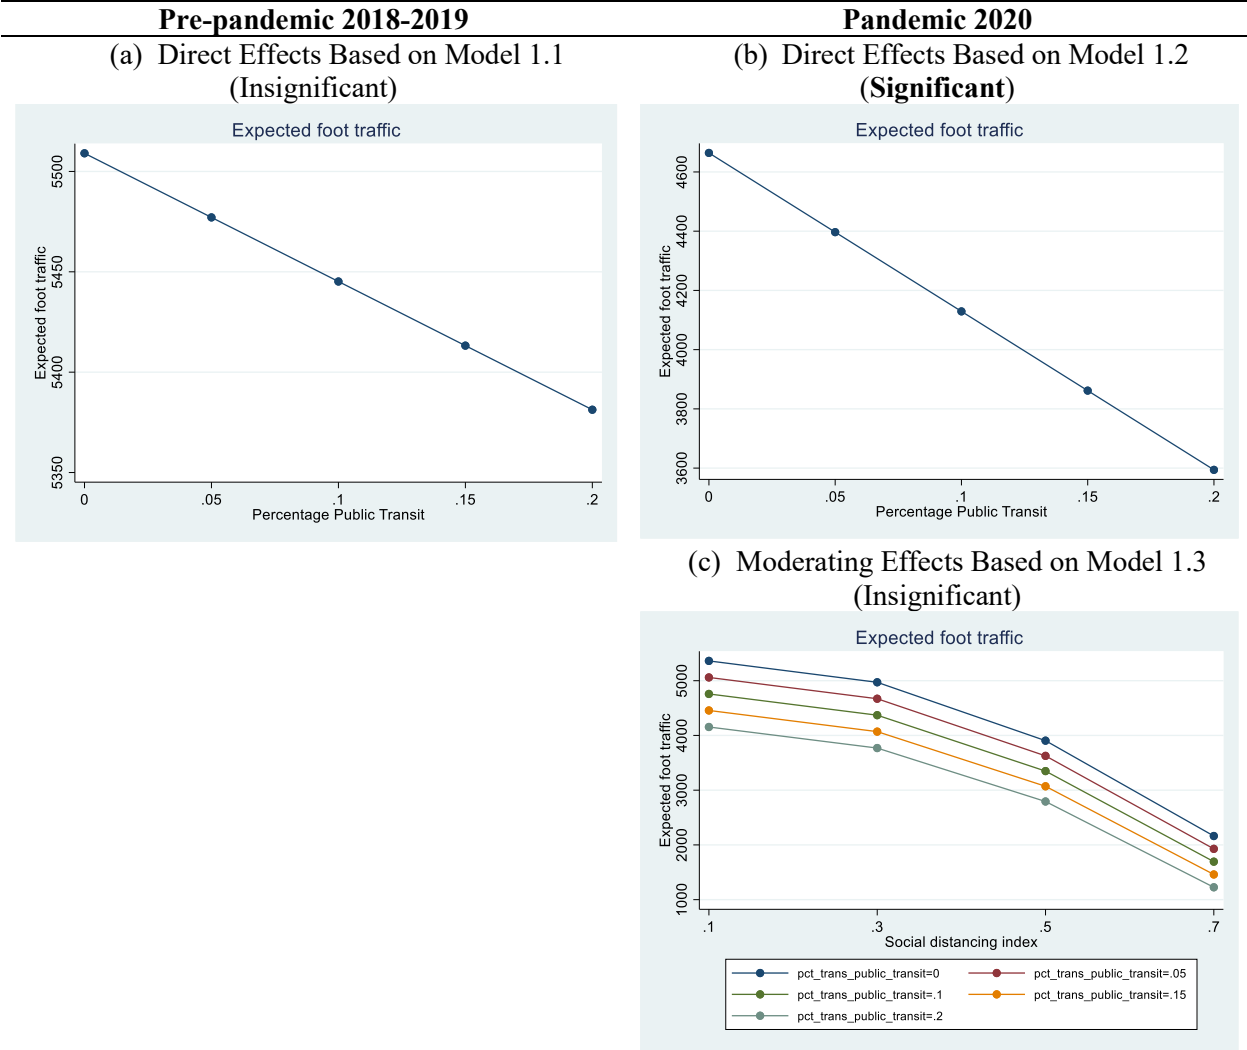 Pre-pandemic 2018-2019
Pandemic 2020
(a) Direct Effects Based on Model 1.1
(Insignificant)
Expected foot traffic
Expected foot traffic
5500
5450
5400
5350
0 .05 .1 .15 .2
Percentage Public Transit
(b) Direct Effects Based on Model 1.2
(Significant)
Expected foot traffic
Expected foot traffic
4600
4400
4200
4000
3800
3600
0 .05 .1 .15 .2
Percentage Public Transit
(c) Moderating Effects Based on Model 1.3
(Insignificant)
Expected foot traffic
Expected foot traffic
5000
4000
3000
2000
1000
.1 .3 .5 .7
Social distancing index
pct_trans_public_transit=0 pct_trans_public_transit=.05
pct_trans_public_transit=.1 pct_trans_public_transit=.15
pct_trans_public_transit=.2